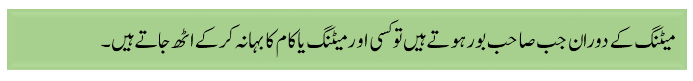 میٹنگ کے دوران جب صاحب بور ہوتے ہیں تو کسی اور میٹنگ یا کام کا بہانہ کر کے اٹھ جاتے ہیں۔